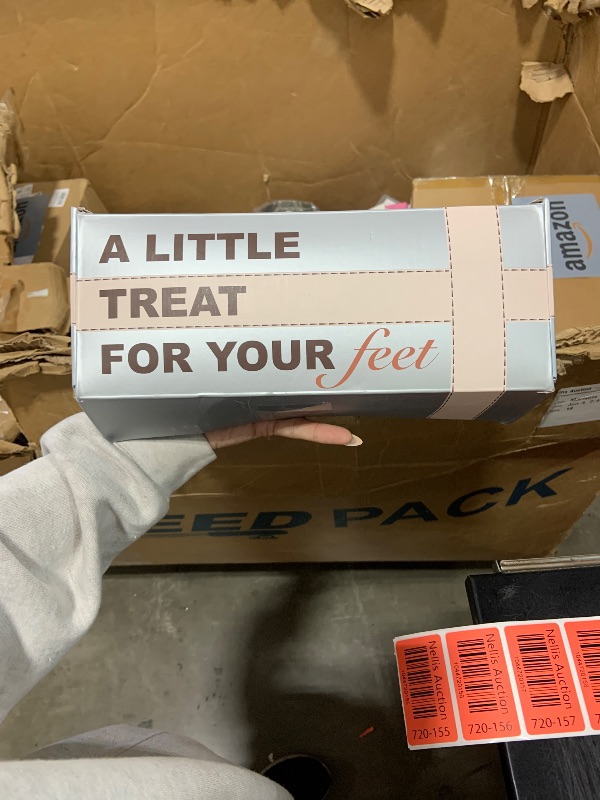 A LITTLE
TREAT
FOR YOUR feet
amazon
EED PACK
Nellis Auction
720-155
Nellis Auction
720-156
Nellis Auction
720-157